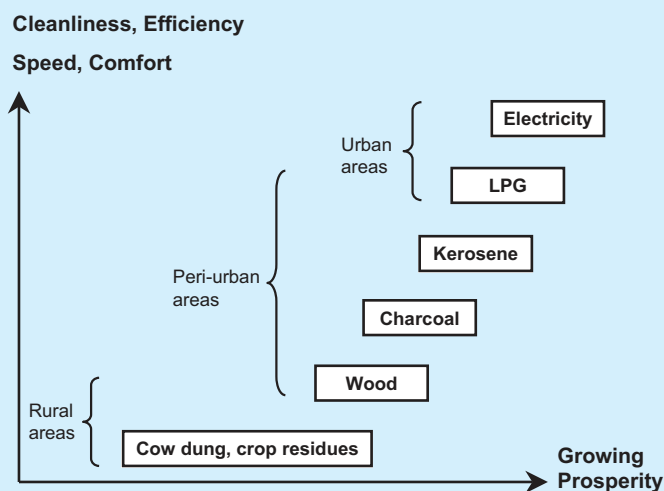 Cleanliness, Efficiency
Speed, Comfort
Electricity
Urban
areas
LPG
Kerosene
Peri-urban
areas
Charcoal
Wood
Rural
areas
Cow dung, crop residues
Growing
Prosperity